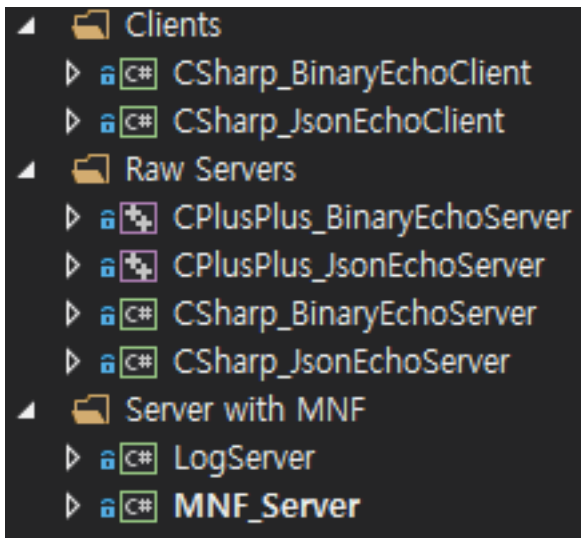 Clients
C# CSharp_BinaryEchoClient
C# CSharp_JsonEchoClient
Raw Servers
++ CPlusPlus_BinaryEchoServer
++ CPlusPlus_JsonEchoServer
C# CSharp_BinaryEchoServer
C# CSharp_JsonEchoServer
Server with MNF
C# LogServer
C# MNF_Server